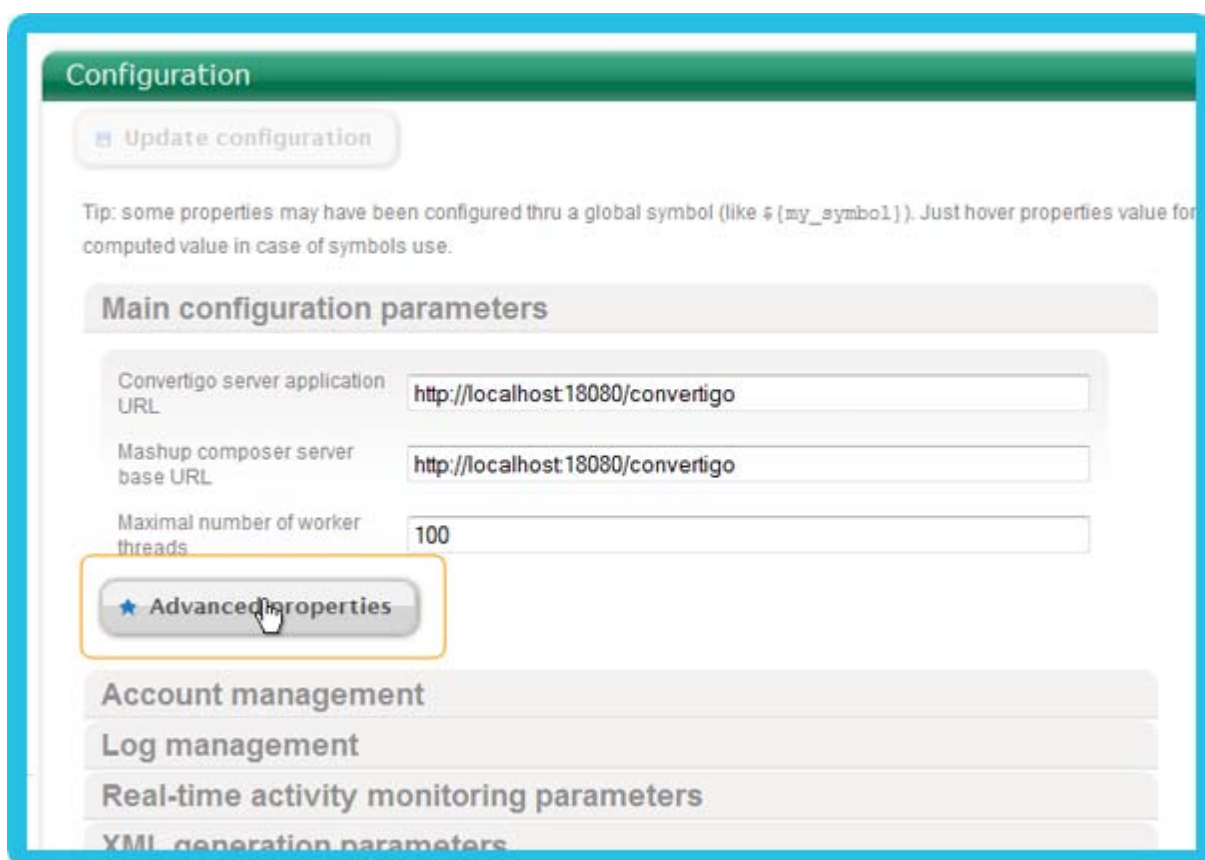 Configuration
Update configuration
Tip: some properties may have been configured thru a global symbol (like ${my_symbol}). Just hover properties value for
computed value in case of symbols use.
Main configuration parameters
Convertigo server application
URL
http://localhost:18080/convertigo
Mashup composer server
base URL
http://localhost:18080/convertigo
Maximal number of worker
threads
100
Advanced properties
Account management
Log management
Real-time activity monitoring parameters
XML generation parameters